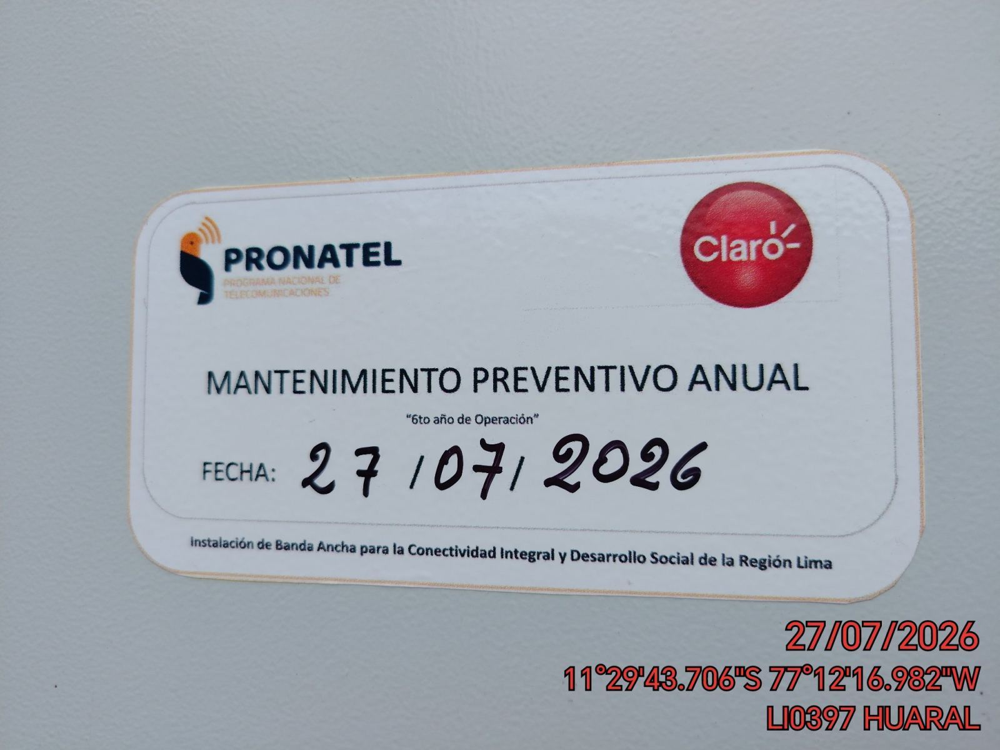 PRONATEL
PROGRAMA NACIONAL DE
TELECOMUNICACIONES
Claro
MANTENIMIENTO PREVENTIVO ANUAL
"6to año de Operación"
FECHA: 27/07/2026
Instalación de Banda Ancha para la Conectividad Integral y Desarrollo Social de la Región Lima
27/07/2026
11°29'43.706"S 77°12'16.982"W
LI0397 HUARAL